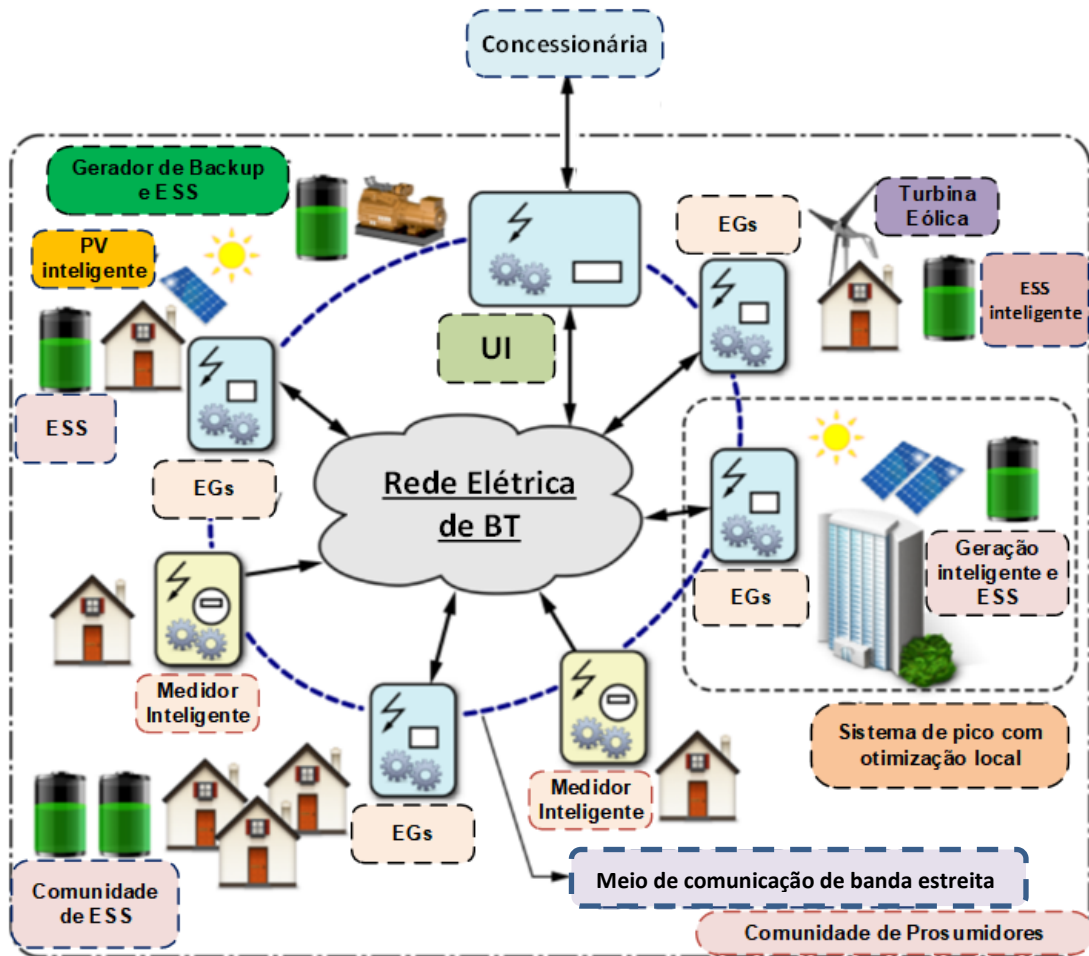 Concessionária
Gerador de Backup
e ESS
PV
inteligente
EGs
Turbina
Eólica
ESS
inteligente
UI
ESS
EGs
Rede Elétrica
de BT
Geração
inteligente e
ESS
EGs
Medidor
Inteligente
Sistema de pico com
otimização local
Medidor
Inteligente
EGs
Comunidade
de ESS
Meio de comunicação de banda estreita
Comunidade de Prosumidores